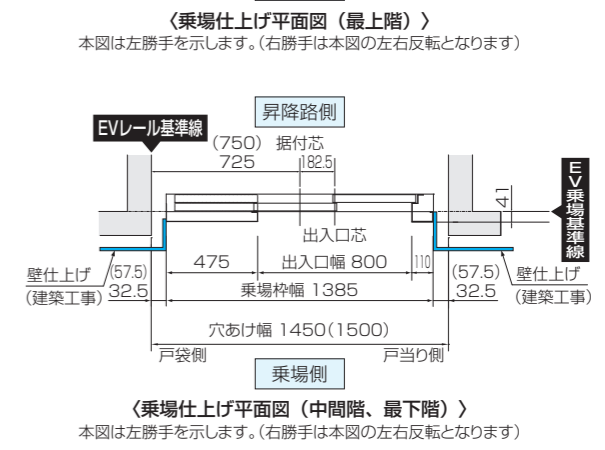 〈乗場仕上げ平面図（最上階）〉
本図は左勝手を示します。（右勝手は本図の左右反転となります）
昇降路側
EVレール基準線
（750） 据付芯
725 182.5
EV乗場基準線
41
出入口芯
475 出入口幅 800 110
壁仕上げ （57.5） （57.5） 壁仕上げ
（建築工事） 32.5 乗場枠幅 1385 32.5 （建築工事）
穴あけ幅 1450（1500）
戸袋側 戸当り側
乗場側
〈乗場仕上げ平面図（中間階、最下階）〉
本図は左勝手を示します。（右勝手は本図の左右反転となります）